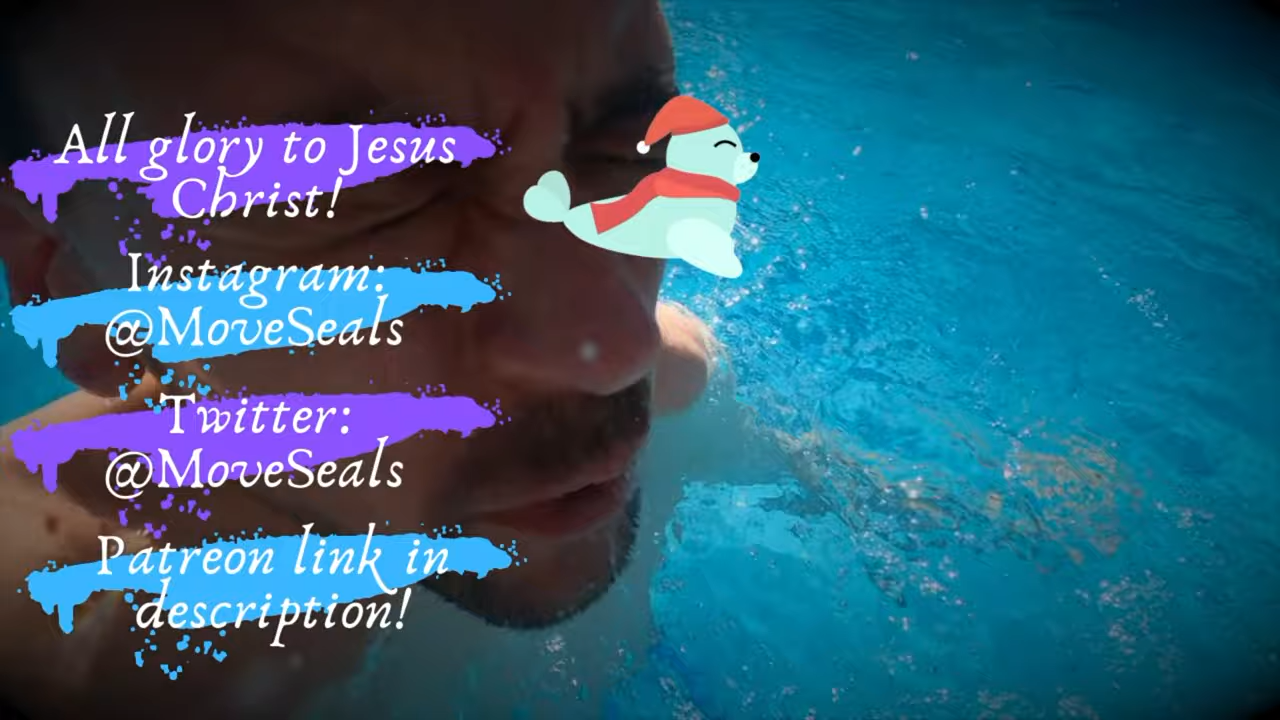 All glory to Jesus
Christ!
Instagram:
@MoveSeals
Twitter:
@MoveSeals
Patreon link in
description!